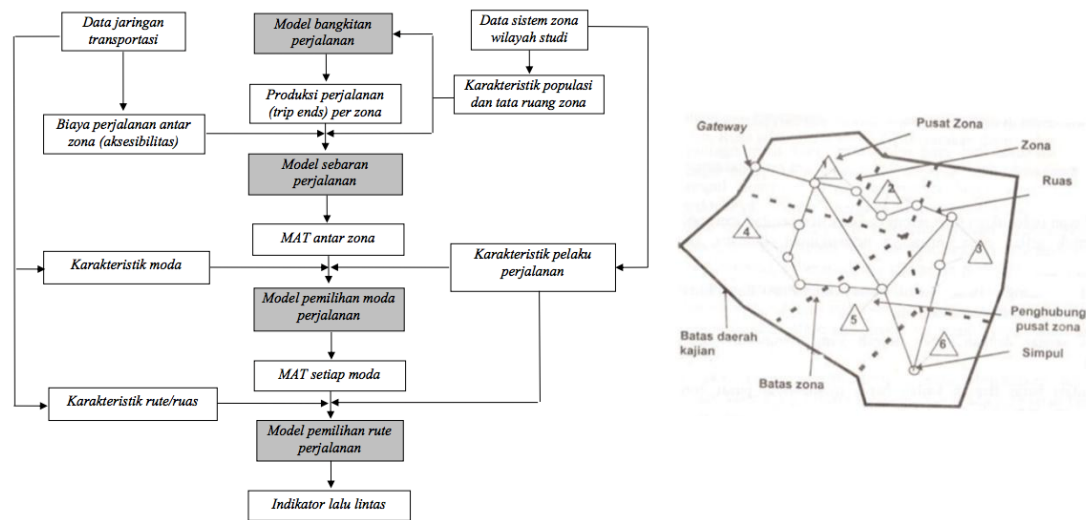 Data jaringan
transportasi
Model bangkitan
perjalanan
Data sistem zona
wilayah studi
Produksi perjalanan
(trip ends) per zona
Karakteristik populasi
dan tata ruang zona
Biaya perjalanan antar
zona (aksesibilitas)
Model sebaran
perjalanan
MAT antar zona
Karakteristik moda
Karakteristik pelaku
perjalanan
Model pemilihan moda
perjalanan
MAT setiap moda
Karakteristik rute/ruas
Model pemilihan rute
perjalanan
Indikator lalu lintas
Gateway
Pusat Zona
Zona
Ruas
1
2
3
4
5
6
Penghubung
pusat zona
Simpul
Batas daerah
kajian
Batas zona